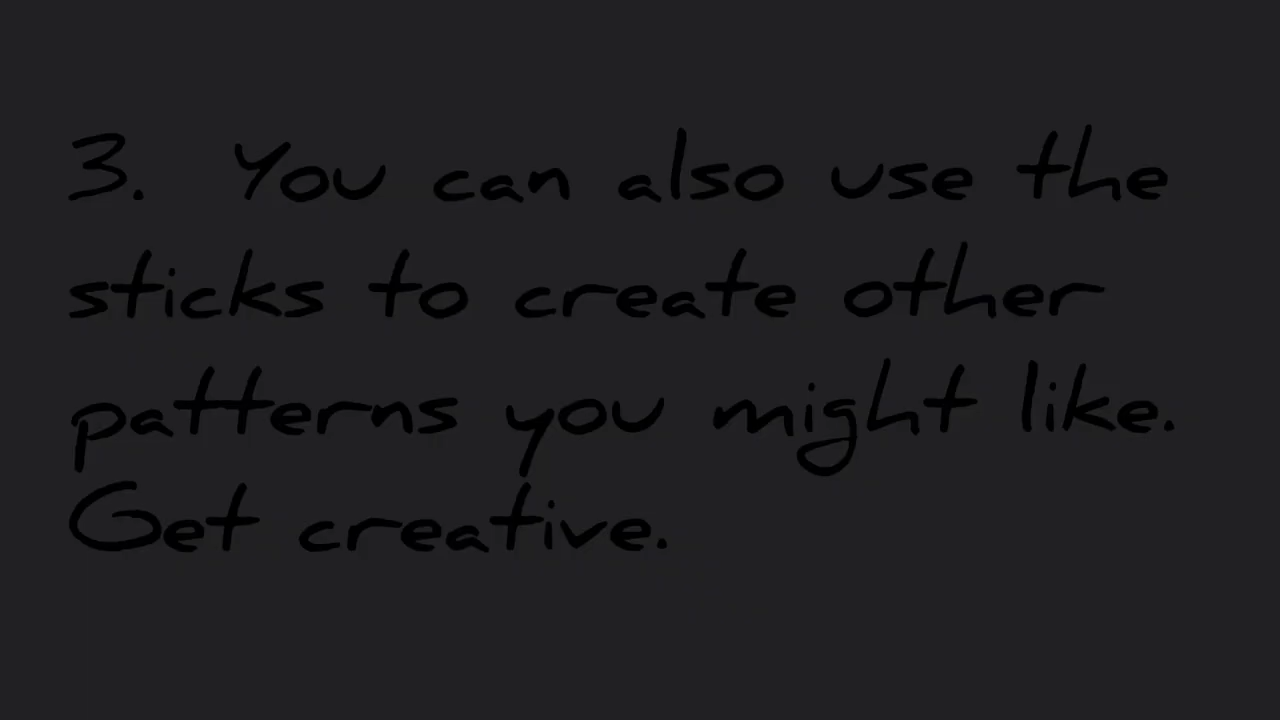 3. You can also use the
sticks to create other
patterns you might like.
Get creative.